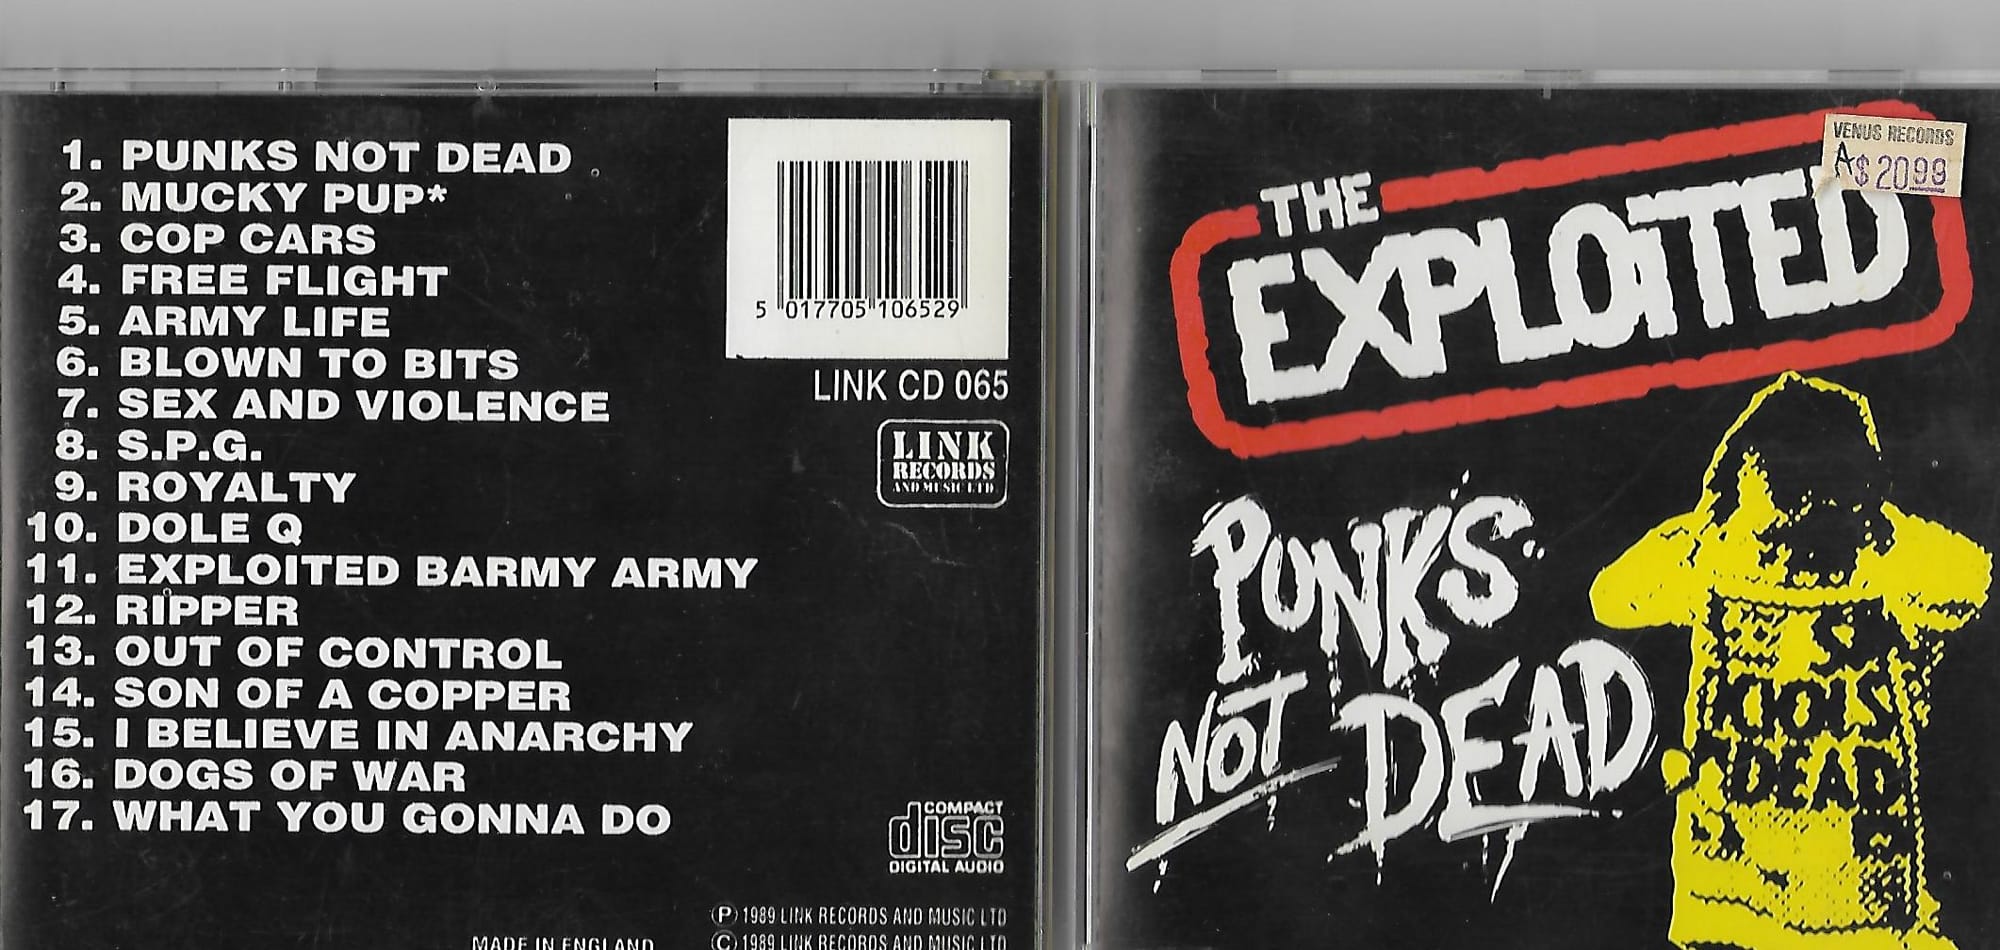 1. PUNKS NOT DEAD
2. MUCKY PUP*
3. COP CARS
4. FREE FLIGHT
5. ARMY LIFE
6. BLOWN TO BITS
7. SEX AND VIOLENCE
8. S.P.G.
9. ROYALTY
10. DOLE Q
11. EXPLOITED BARMY ARMY
12. RIPPER
13. OUT OF CONTROL
14. SON OF A COPPER
15. I BELIEVE IN ANARCHY
16. DOGS OF WAR
17. WHAT YOU GONNA DO
5 017705 106529
LINK CD 065
LINK
RECORDS
AND MUSIC LTD
COMPACT
disc
DIGITAL AUDIO
Ⓟ 1989 LINK RECORDS AND MUSIC LTD
© 1989 LINK RECORDS AND MUSIC LTD
MADE IN ENGLAND
VENUS RECORDS
A$ 2099
THE
EXPLOITED
PUNKS
NOT DEAD
DEAD